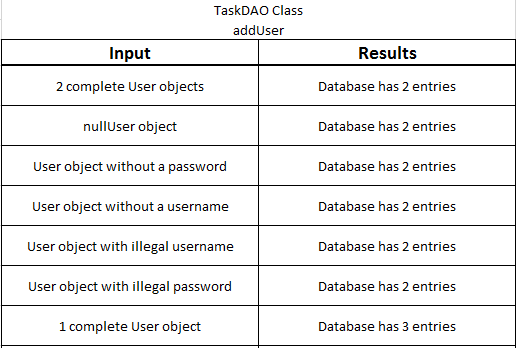 TaskDAO Class
addUser
Input Results
2 complete User objects Database has 2 entries
nullUser object Database has 2 entries
User object without a password Database has 2 entries
User object without a username Database has 2 entries
User object with illegal username Database has 2 entries
User object with illegal password Database has 2 entries
1 complete User object Database has 3 entries